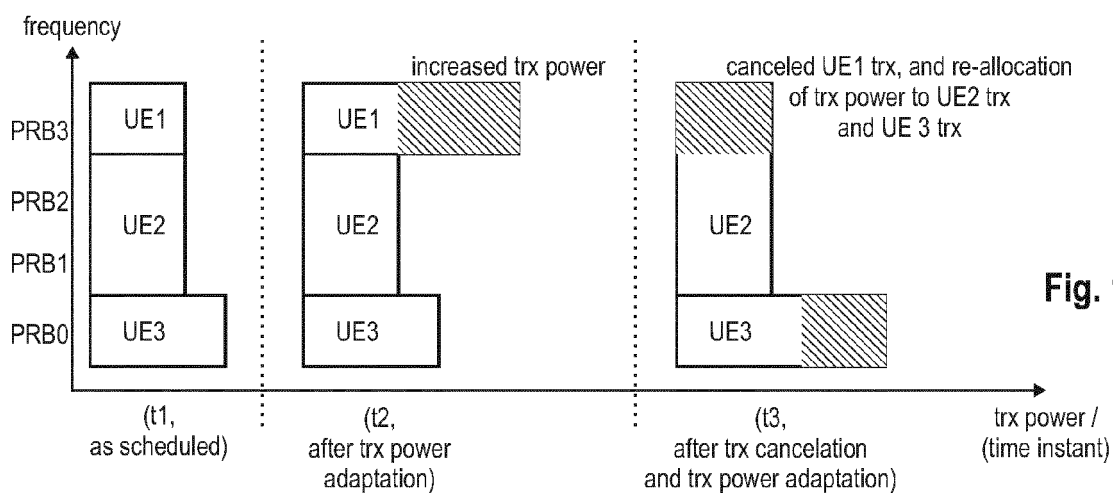 frequency
increased trx power
canceled UE1 trx, and re-allocation
of trx power to UE2 trx
and UE 3 trx
PRB3
UE1
UE1
PRB2
UE2
UE2
UE2
PRB1
PRB0
UE3
UE3
UE3
Fig.
(t1,
as scheduled)
(t2,
after trx power
adaptation)
(t3,
after trx cancelation
and trx power adaptation)
trx power /
(time instant)